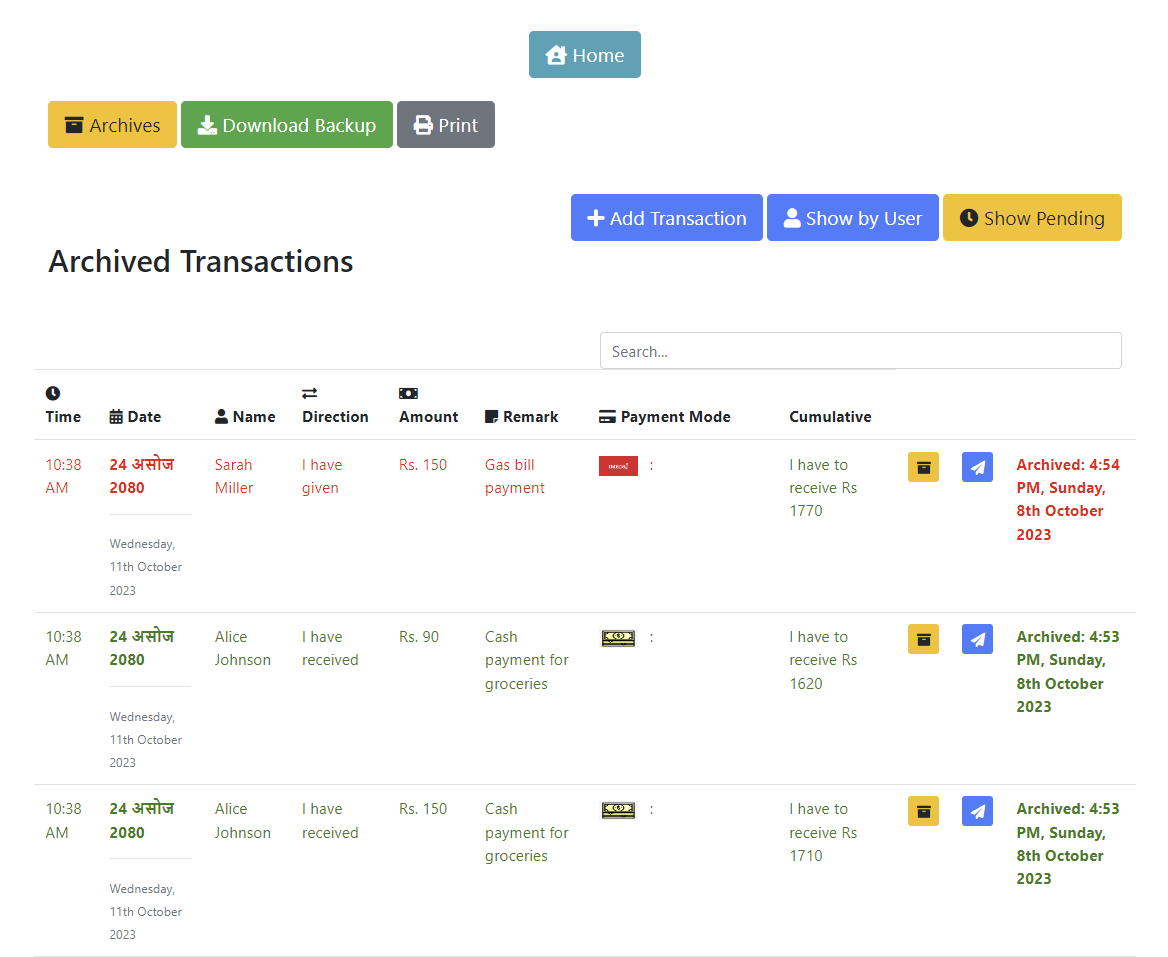 Home
Archives
Download Backup
Print
Add Transaction
Show by User
Show Pending
Archived Transactions
Search...
Time
Date
Name
Direction
Amount
Remark
Payment Mode
Cumulative
10:38
AM
24 असोज
2080
Wednesday,
11th October
2023
Sarah
Miller
I have
given
Rs. 150
Gas bill
payment
:
I have to
receive Rs
1770
Archived: 4:54
PM, Sunday,
8th October
2023
10:38
AM
24 असोज
2080
Wednesday,
11th October
2023
Alice
Johnson
I have
received
Rs. 90
Cash
payment for
groceries
:
I have to
receive Rs
1620
Archived: 4:53
PM, Sunday,
8th October
2023
10:38
AM
24 असोज
2080
Wednesday,
11th October
2023
Alice
Johnson
I have
received
Rs. 150
Cash
payment for
groceries
:
I have to
receive Rs
1710
Archived: 4:53
PM, Sunday,
8th October
2023